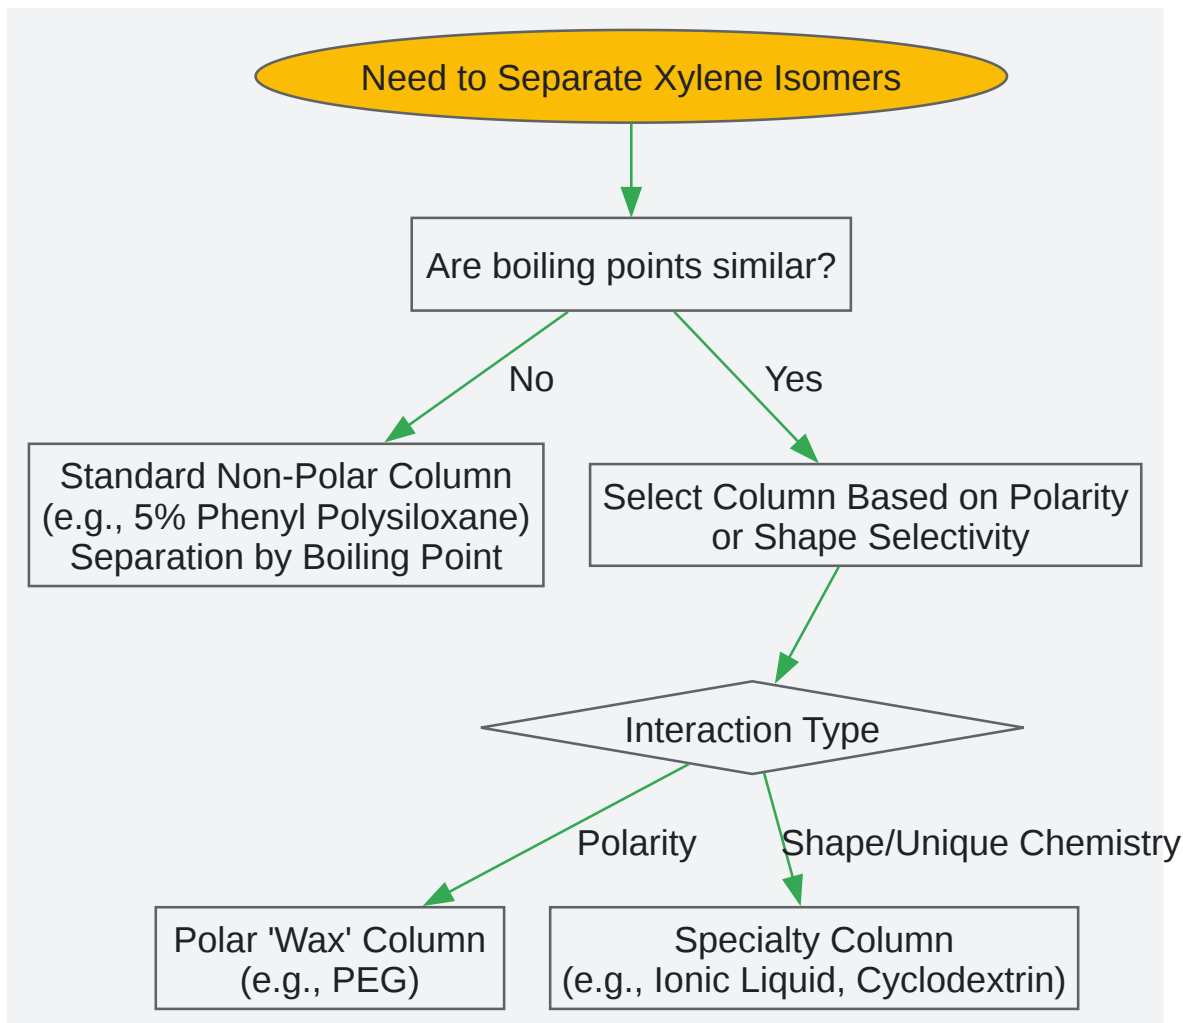 Need to Separate Xylene Isomers
Are boiling points similar?
No
Yes
Standard Non-Polar Column
(e.g., 5% Phenyl Polysiloxane)
Separation by Boiling Point
Select Column Based on Polarity
or Shape Selectivity
Interaction Type
Polarity
Shape/Unique Chemistry
Polar 'Wax' Column
(e.g., PEG)
Specialty Column
(e.g., Ionic Liquid, Cyclodextrin)